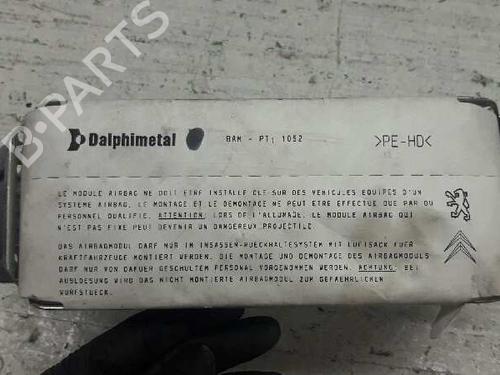 B-PARTS
Dalphimetal
BAM - PT1 1052
>PE-HD<
LE MODULE AIRBAG NE DOIT ETRE INSTALLE QUE SUR DES VEHICULES EQUIPES D'UN
SYSTEME AIRBAG, LE MONTAGE ET LE DEMONTAGE NE PEUT ETRE EFFECTUE QUE PAR DU
PERSONNEL QUALIFIE. ATTENTION: LORS DE L'ALLUMAGE, LE MODULE AIRBAG QUI
N'EST PAS FIXE PEUT DEVENIR UN DANGEREUX PROJECTILE
DAS AIRBAGMODUL DARF NUR IM INSASSEN-RUECKHALTESYSTEM MIT LUFTSACK FUER
KRAFTFAHRZEUGE MONTIERT WERDEN. DIE MONTAGE UND DEMONTAGE DES AIRBAGMODULS
DARF NUR VON DAFUER GESCHULTEM PERSONAL VORGENOMMEN WERDEN. ACHTUNG: BEI
AUSLOESUNG WIRD DAS NICHT MONTIERTE AIRBAGMODUL ZUM GEFAEHRLICHEN
WURFSTUECK.